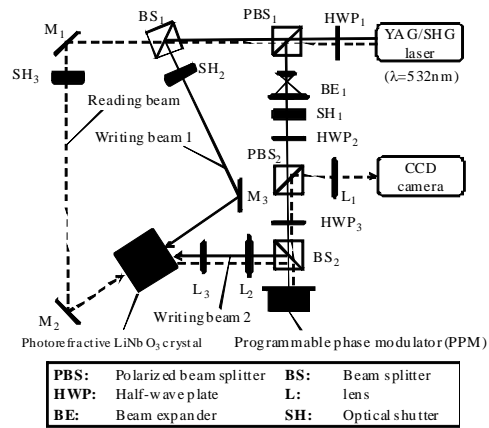 BS1
PBS1
HWP1
M1
YAG/SHG
laser
(λ=532nm)
SH3
SH2
BE1
Reading beam
SH1
HWP2
Writing beam 1
PBS2
CCD
camera
L1
M3
HWP3
BS2
L3
L2
M2
Writing beam 2
Photorefractive LiNbO3 crystal
Programmable phase modulator(PPM)
PBS: Polarized beam splitter BS: Beam splitter
HWP: Half-wave plate L: lens
BE: Beam expander SH: Optical shutter